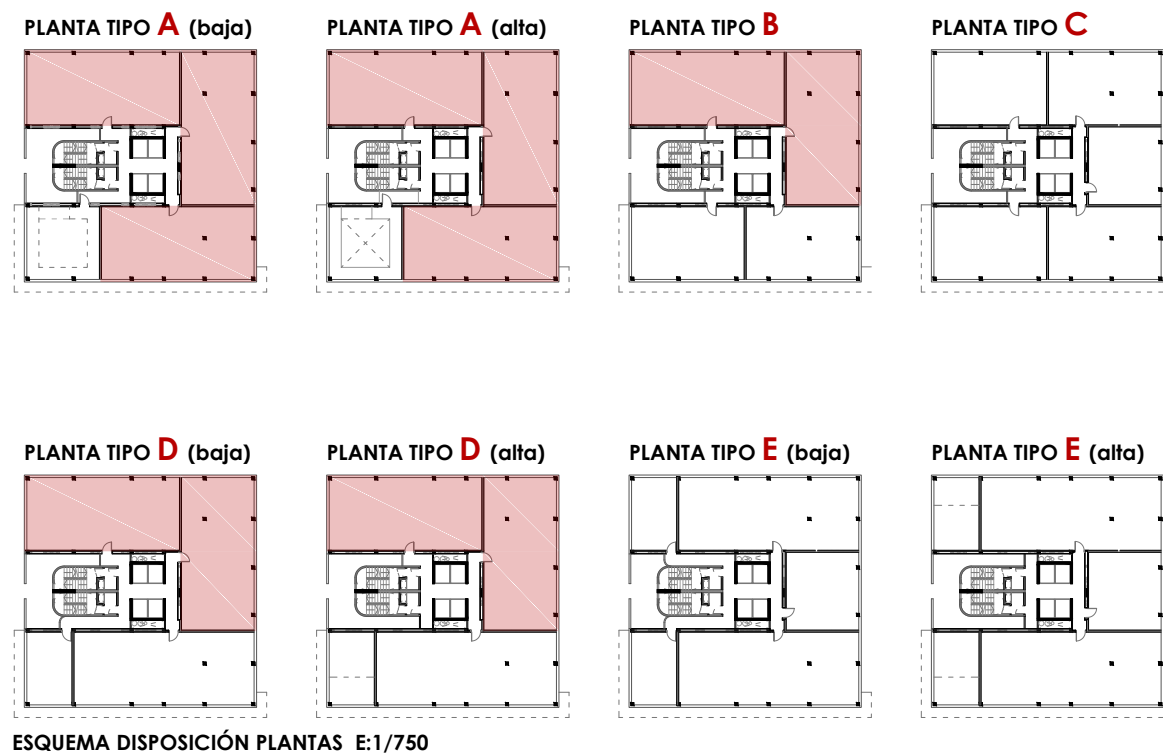 PLANTA TIPO A (baja)
PLANTA TIPO A (alta)
PLANTA TIPO B
PLANTA TIPO C
PLANTA TIPO D (baja)
PLANTA TIPO D (alta)
PLANTA TIPO E (baja)
PLANTA TIPO E (alta)
ESQUEMA DISPOSICIÓN PLANTAS E:1/750